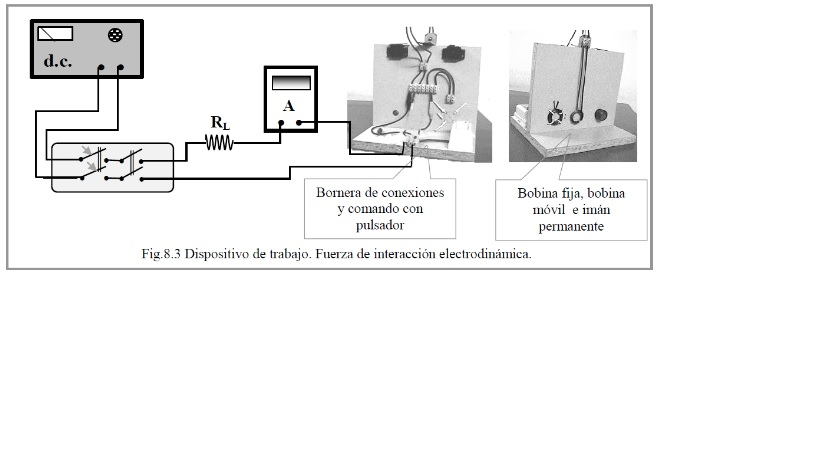 d.c.
R_L
A
Bornera de conexiones
y comando con
pulsador
Bobina fija, bobina
móvil e imán
permanente
Fig.8.3 Dispositivo de trabajo. Fuerza de interacción electrodinámica.